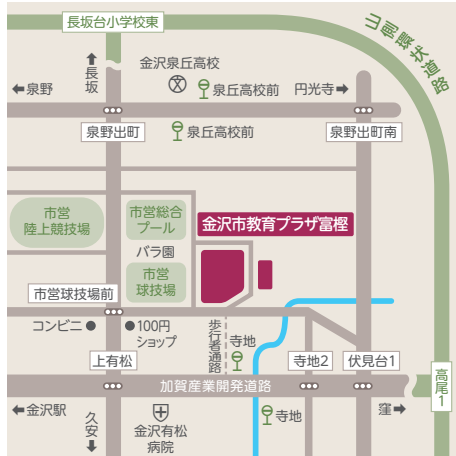 長坂台小学校東
山側環状道路
長坂
金沢泉丘高校
泉野
泉丘高校前
円光寺
泉野出町
泉丘高校前
泉野出町南
市営
陸上競技場
市営総合
プール
金沢市教育プラザ富樫
バラ園
市営
球技場
市営球技場前
コンビニ
100円
ショップ
歩行者通路
寺地
上有松
寺地2
伏見台1
加賀産業開発道路
高尾1
金沢駅
久安
金沢有松
病院
寺地
窪